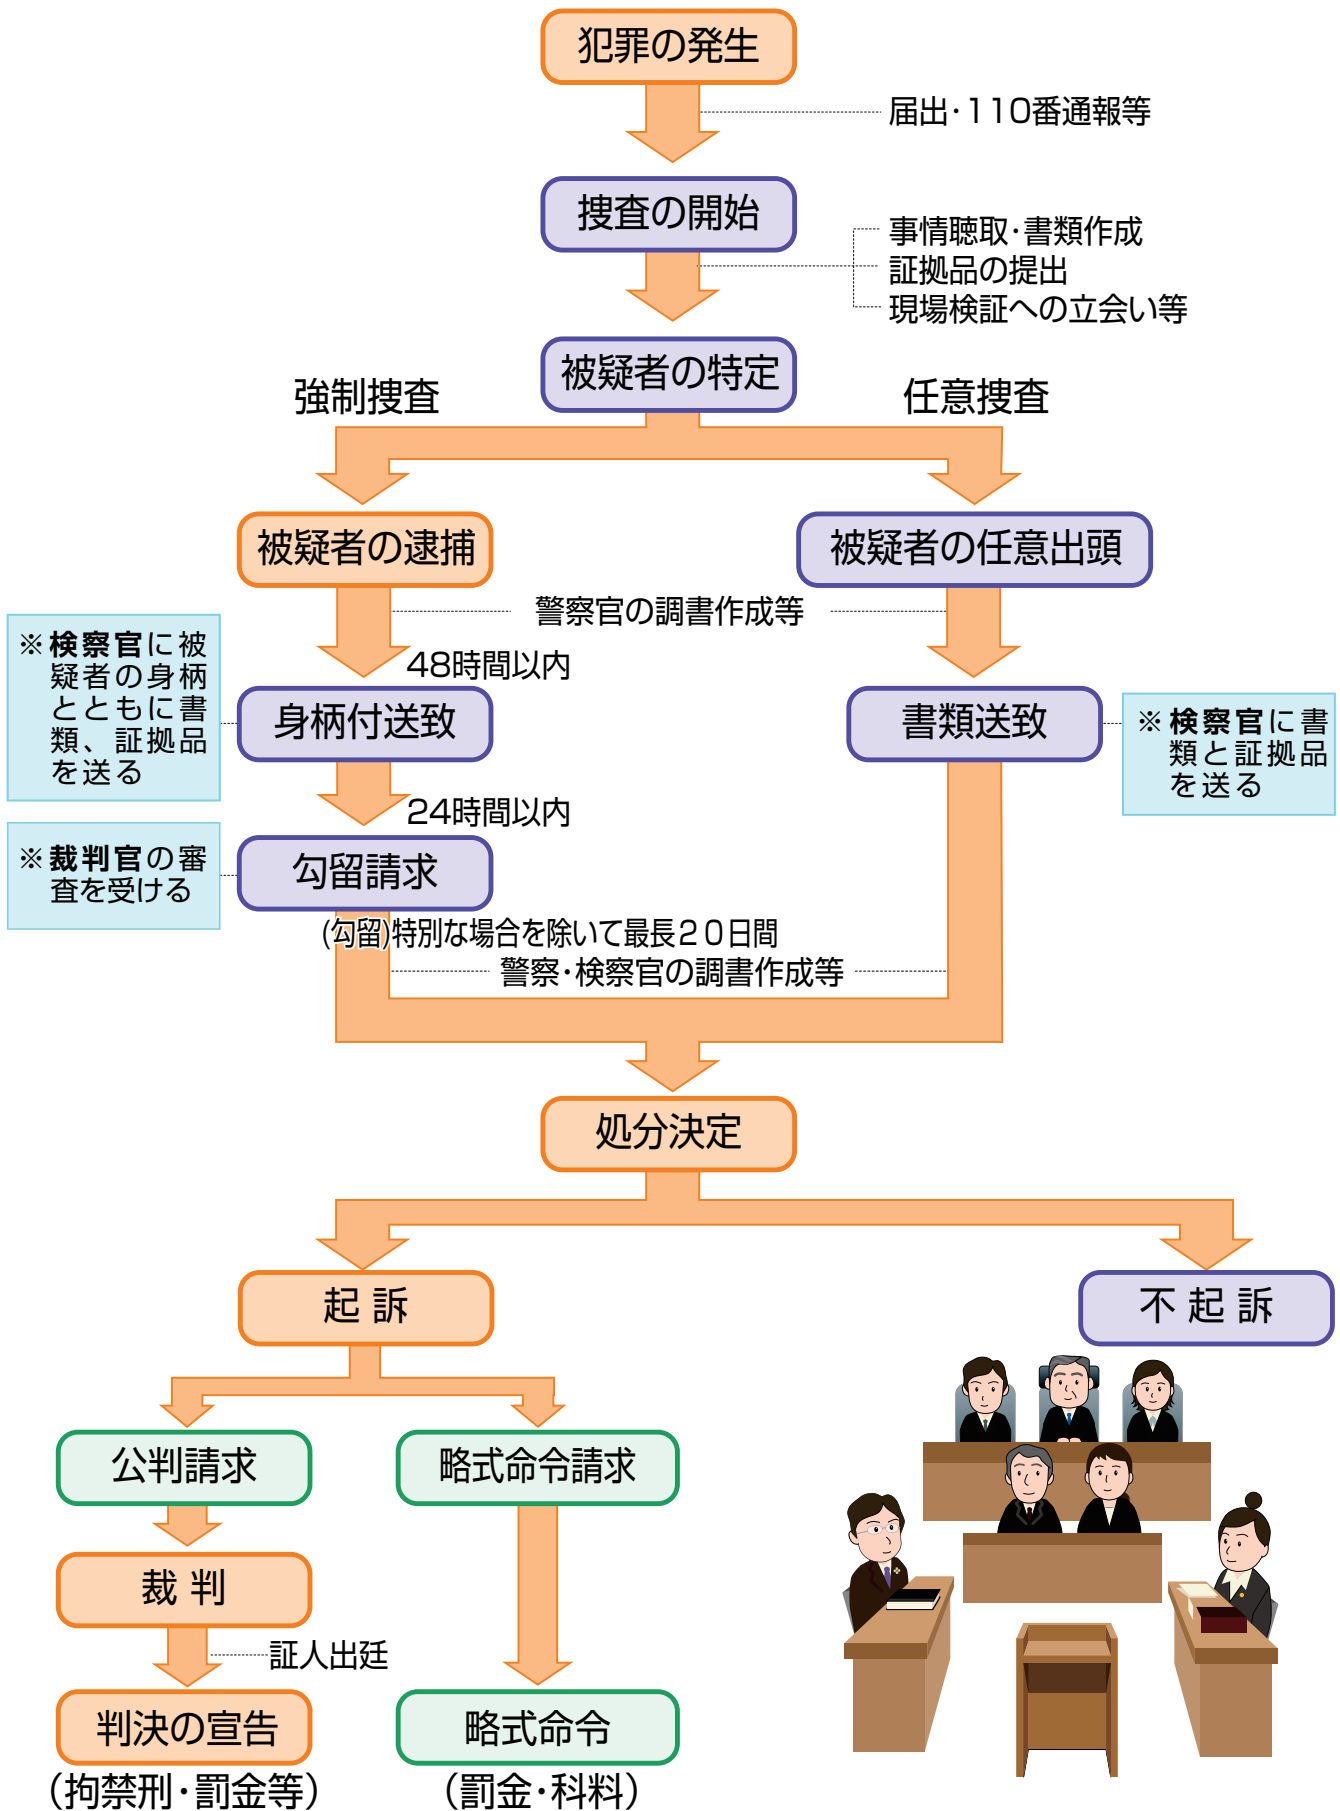 犯罪の発生
届出・110番通報等
捜査の開始
事情聴取・書類作成
証拠品の提出
現場検証への立会い等
被疑者の特定
強制捜査
任意捜査
被疑者の逮捕
被疑者の任意出頭
警察官の調書作成等
48時間以内
※検察官に被
疑者の身柄
とともに書
類、証拠品
を送る
身柄付送致
書類送致
※検察官に書
類と証拠品
を送る
24時間以内
※裁判官の審
査を受ける
勾留請求
(勾留)特別な場合を除いて最長20日間
警察・検察官の調書作成等
処分決定
起訴
不起訴
公判請求
略式命令請求
裁判
証人出廷
判決の宣告
略式命令
(拘禁刑・罰金等)
(罰金・科料)